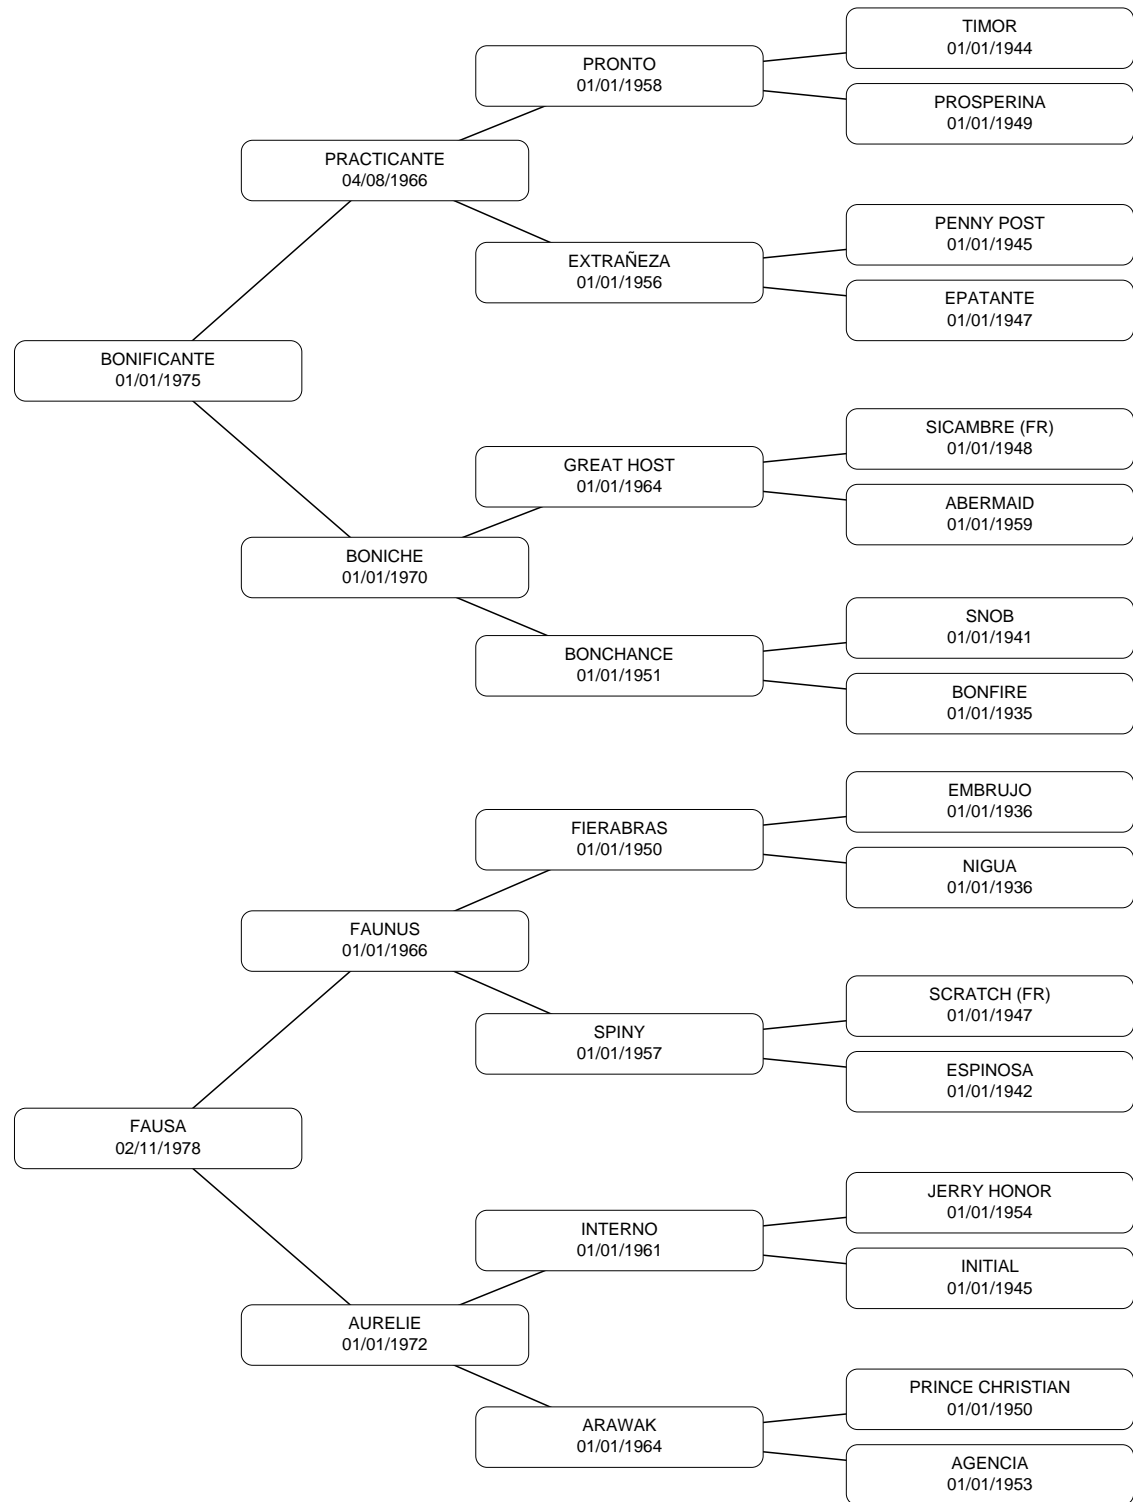 TIMOR
01/01/1944
PRONTO
01/01/1958
PROSPERINA
01/01/1949
PRACTICANTE
04/08/1966
PENNY POST
01/01/1945
EXTRAÑEZA
01/01/1956
EPATANTE
01/01/1947
BONIFICANTE
01/01/1975
SICAMBRE (FR)
01/01/1948
GREAT HOST
01/01/1964
ABERMAID
01/01/1959
BONICHE
01/01/1970
SNOB
01/01/1941
BONCHANCE
01/01/1951
BONFIRE
01/01/1935
EMBRUJO
01/01/1936
FIERABRAS
01/01/1950
NIGUA
01/01/1936
FAUNUS
01/01/1966
SCRATCH (FR)
01/01/1947
SPINY
01/01/1957
ESPINOSA
01/01/1942
FAUSA
02/11/1978
JERRY HONOR
01/01/1954
INTERNO
01/01/1961
INITIAL
01/01/1945
AURELIE
01/01/1972
PRINCE CHRISTIAN
01/01/1950
ARAWAK
01/01/1964
AGENCIA
01/01/1953